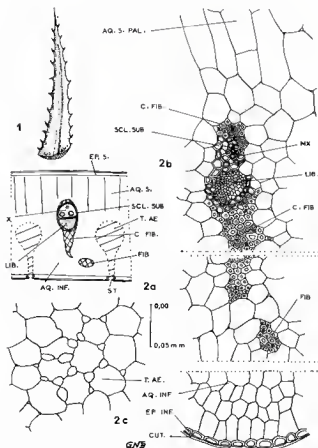 AQ. S. PAL.
C. FIB.
SCL. SUB
MX
2b
LIB.
C. FIB
1
EP. S.
AQ. S.
SCL. SUB
X.
T. AE
C FIB.
LIB.
FIB
AQ. INF.
ST
2a
FIB
0,00
0,05 mm
T. AE.
AQ. INF
EP INF
CUT.
2c
GNB